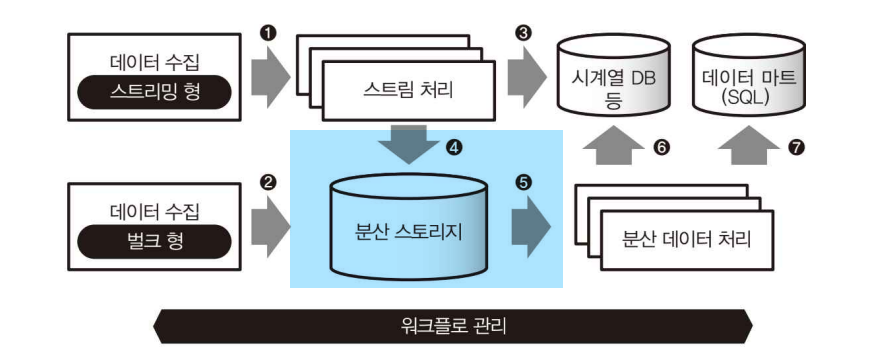 데이터 수집
스트리밍 형
❶
스트림 처리
❸
시계열 DB
등
데이터 마트
(SQL)
❹
❻
❼
데이터 수집
벌크 형
❷
분산 스토리지
❺
분산 데이터 처리
워크플로 관리